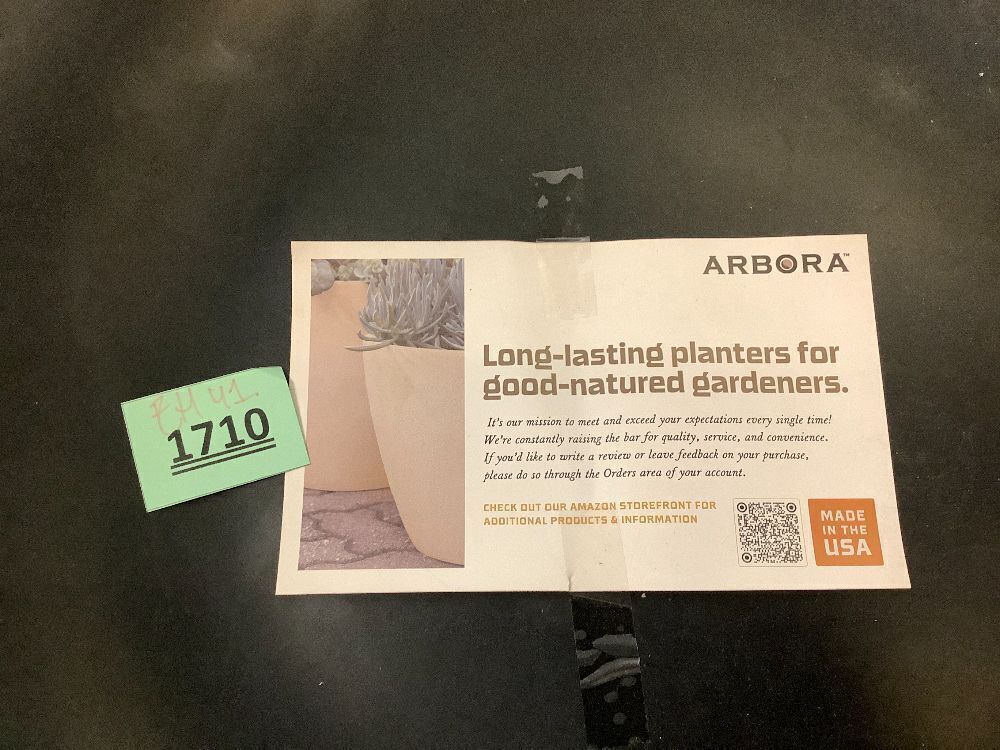 ARBORA™
Long-lasting planters for
good-natured gardeners.
It's our mission to meet and exceed your expectations every single time!
We're constantly raising the bar for quality, service, and convenience.
If you'd like to write a review or leave feedback on your purchase,
please do so through the Orders area of your account.
CHECK OUT OUR AMAZON STOREFRONT FOR
ADDITIONAL PRODUCTS & INFORMATION
MADE
IN THE
USA
1710